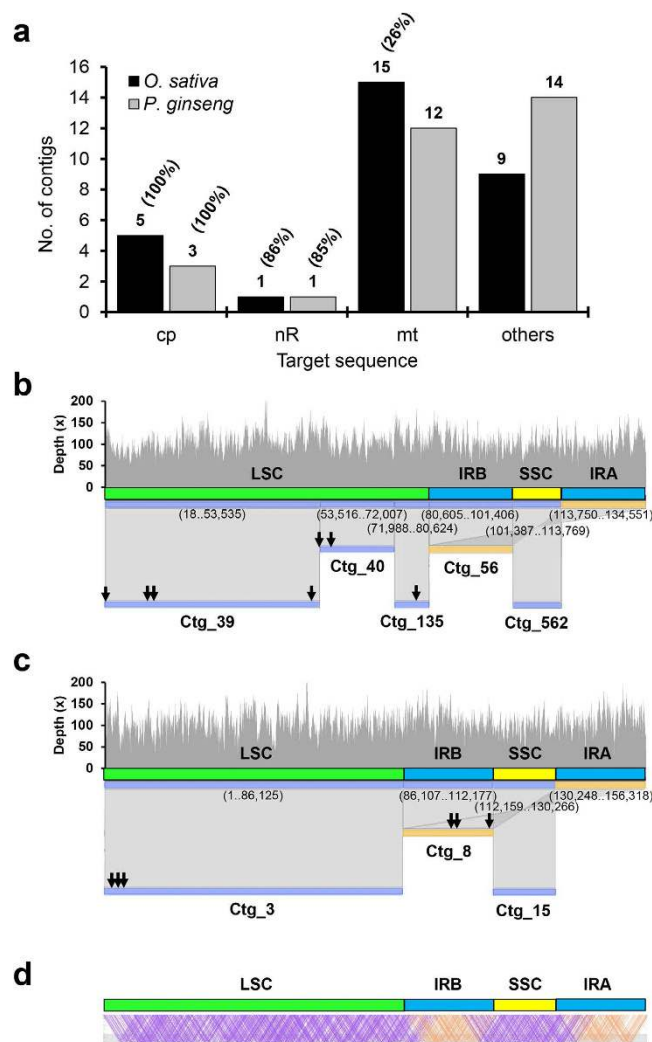 a
(26%)
16
15
14
14
O. sativa
P. ginseng
12
12
No. of contigs
10
9
(100%)
8
(100%)
6
5
(86%)
(85%)
4
3
2
1
1
0
cp
nR
mt
others
Target sequence
b
Depth (x)
200
150
100
50
0
LSC
IRB
SSC
IRA
(18..53,535)
(53,516..72,007)
(80,605..101,406)
(113,750..134,551)
(71,988..80,624)
(101,387..113,769)
Ctg_40
Ctg_56
Ctg_39
Ctg_135
Ctg_562
c
Depth (x)
200
150
100
50
0
LSC
IRB
SSC
IRA
(1..86,125)
(86,107..112,177)
(130,248..156,318)
(112,159..130,266)
Ctg_8
Ctg_3
Ctg_15
d
LSC
IRB
SSC
IRA